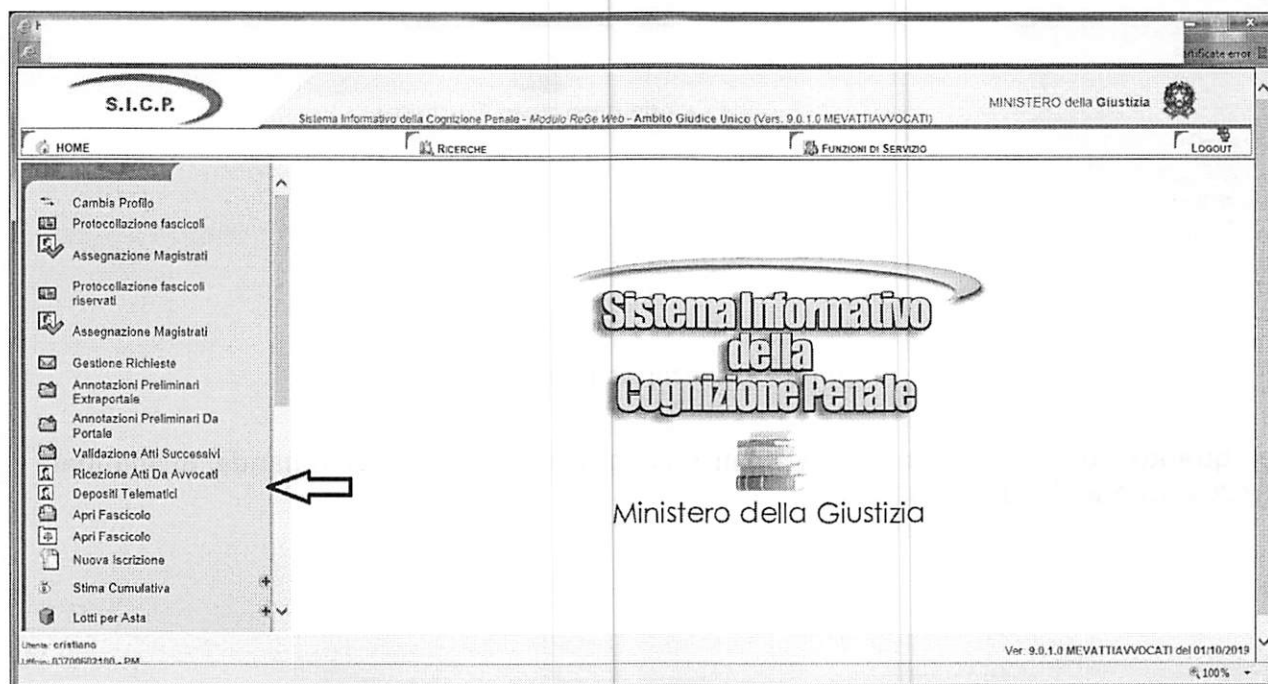 ertificate error
S.I.C.P.
MINISTERO della Giustizia
Sistema Informativo della Cognizione Penale - Modulo ReGe Web - Ambito Giudice Unico (Vers. 9.0.1.0 MEVATTIAVVOCATI)
HOME
RICERCHE
FUNZIONI DI SERVIZIO
LOGOUT
Cambia Profilo
Protocollazione fascicoli
Assegnazione Magistrati
Protocollazione fascicoli
riservati
Assegnazione Magistrati
Gestione Richieste
Annotazioni Preliminari
Extraportale
Annotazioni Preliminari Da
Portale
Validazione Atti Successivi
Ricezione Atti Da Avvocati
Depositi Telematici
Apri Fascicolo
Apri Fascicolo
Nuova Iscrizione
Stima Cumulativa
Lotti per Asta
Sistema Informativo
della
Cognizione Penale
Ministero della Giustizia
Utente: cristiano
- PM
Ver. 9.0.1.0 MEVATTIAVVOCATI del 01/10/2019
100%